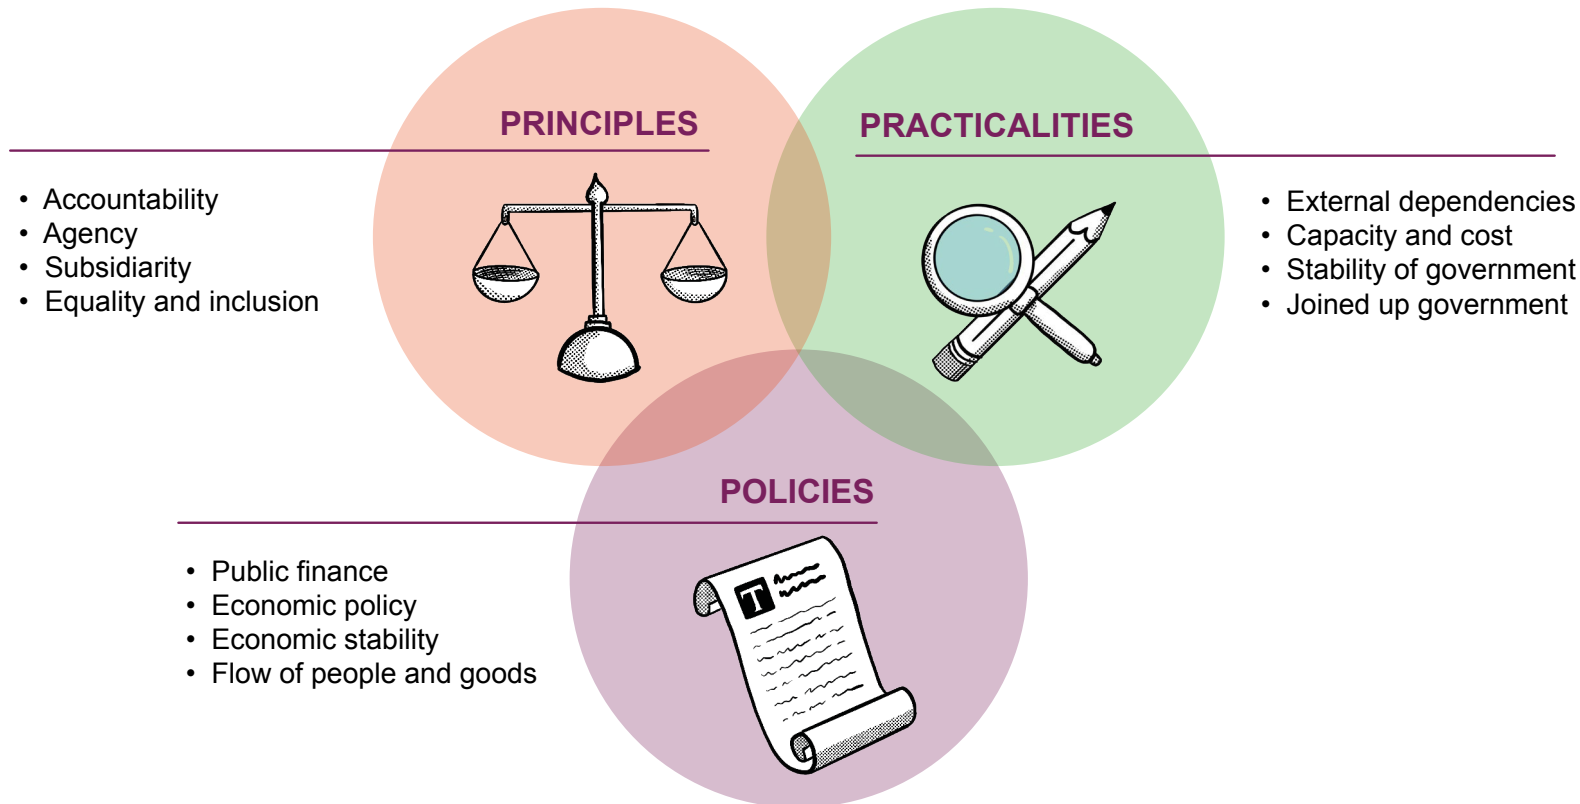 PRINCIPLES
• Accountability
• Agency
• Subsidiarity
• Equality and inclusion
PRACTICALITIES
• External dependencies
• Capacity and cost
• Stability of government
• Joined up government
POLICIES
• Public finance
• Economic policy
• Economic stability
• Flow of people and goods
T